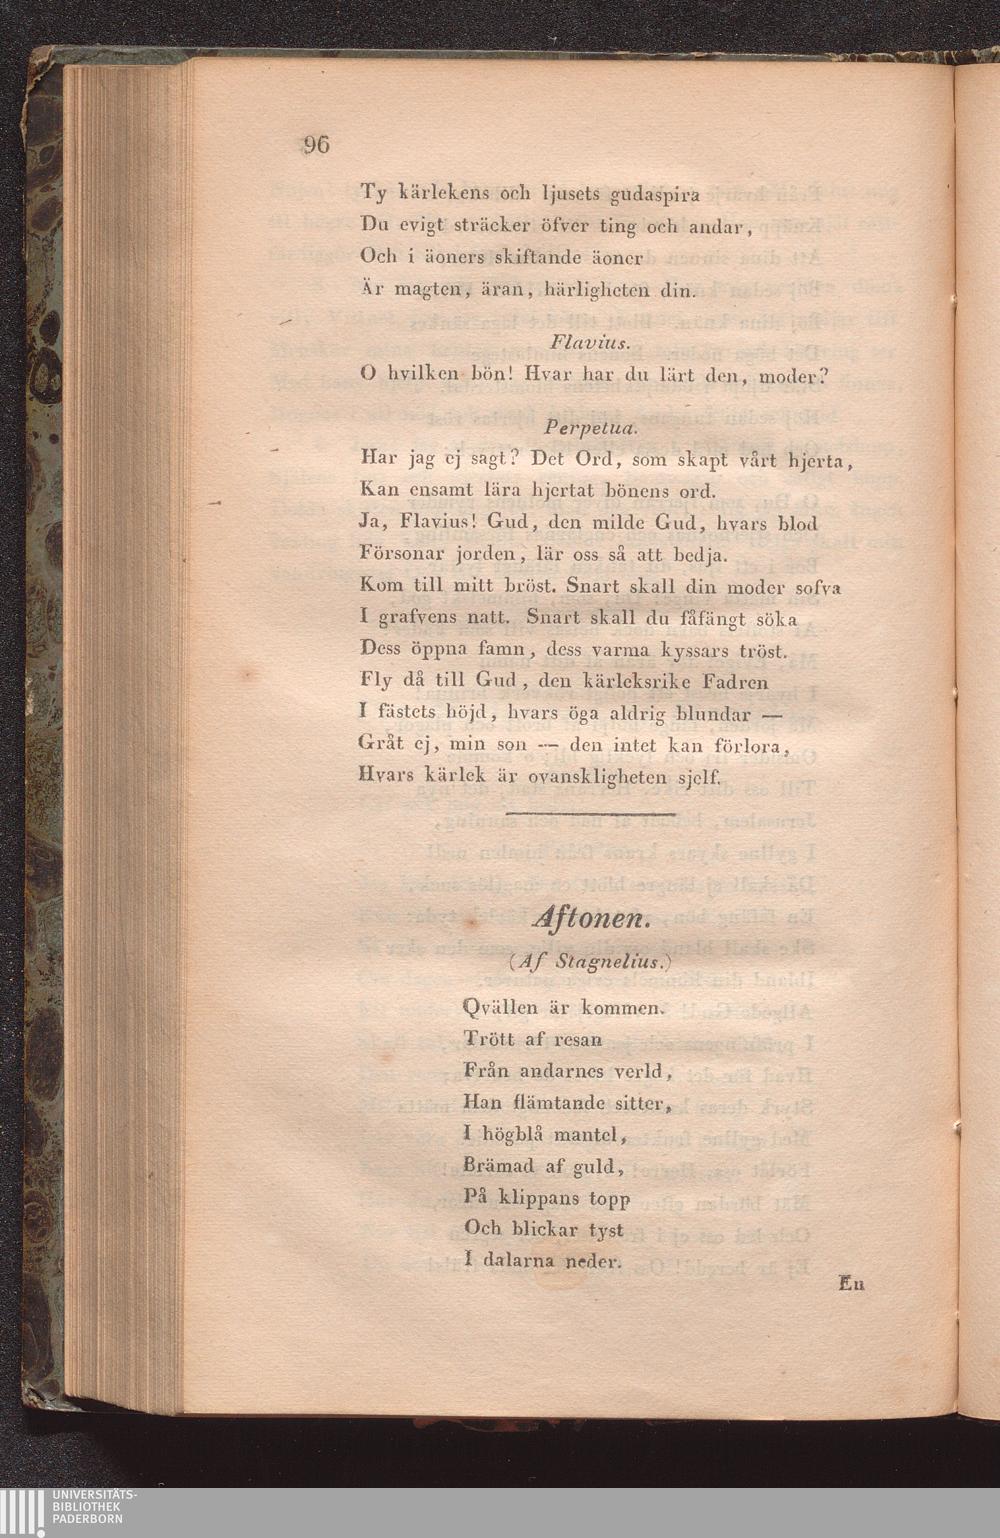 96
Ty kärlekens och ljusets gudaspira
Du evigt sträcker öfver ting och andar,
Och i äoners skiftande äoner
Är magten, äran, härligheten din.
Flavius.
O hvilken bön! Hvar har du lärt den, moder?
Perpetua.
Har jag ej sagt? Det Ord, som skapt vårt hjerta,
Kan ensamt lära hjertat bönens ord.
Ja, Flavius! Gud, den milde Gud, hvars blod
Försonar jorden, lär oss så att bedja.
Kom till mitt bröst. Snart skall din moder sofva
I grafvens natt. Snart skall du fåfängt söka
Dess öppna famn, dess varma kyssars tröst.
Fly då till Gud, den kärleksrike Fadren
I fästets höjd, hvars öga aldrig blundar —
Gråt ej, min son — den intet kan förlora,
Hvars kärlek är ovanskligheten sjelf.
Aftonen.
(Af Stagnelius.)
Qvällen är kommen.
Trött af resan
Från andarnes verld,
Han flämtande sitter,
I högblå mantel,
Brämad af guld,
På klippans topp
Och blickar tyst
I dalarna neder.
En
UNIVERSITÄTS-
BIBLIOTHEK
PADERBORN